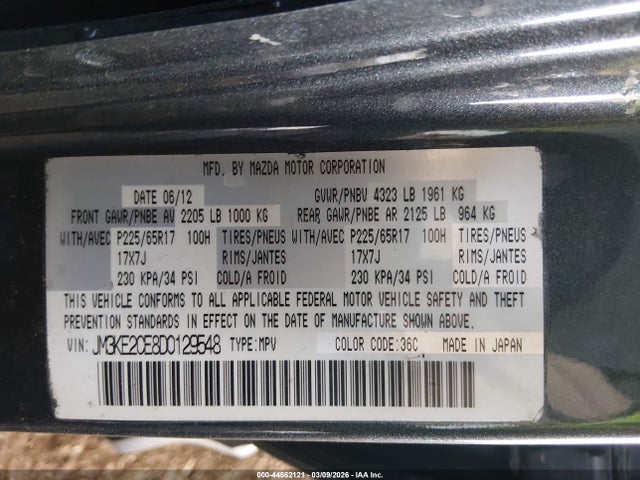 MFD. BY MAZDA MOTOR CORPORATION
DATE 06/12 GVWR/PNBV 4323 LB 1961 KG
FRONT GAWR/PNBE AV 2205 LB 1000 KG REAR GAWR/PNBE AR 2125 LB 964 KG
WITH/AVEC P225/65R17 100H TIRES/PNEUS WITH/AVEC P225/65R17 100H TIRES/PNEUS
17X7J RIMS/JANTES 17X7J RIMS/JANTES
230 KPA/34 PSI COLD/A FROID 230 KPA/34 PSI COLD/A FROID
THIS VEHICLE CONFORMS TO ALL APPLICABLE FEDERAL MOTOR VEHICLE SAFETY AND THEFT
PREVENTION STANDARDS IN EFFECT ON THE DATE OF MANUFACTURE SHOWN ABOVE.
VIN: JM3KE2CE8D0129548 TYPE:MPV COLOR CODE:36C MADE IN JAPAN
000-44562121 - 03/09/2026 - IAA Inc.